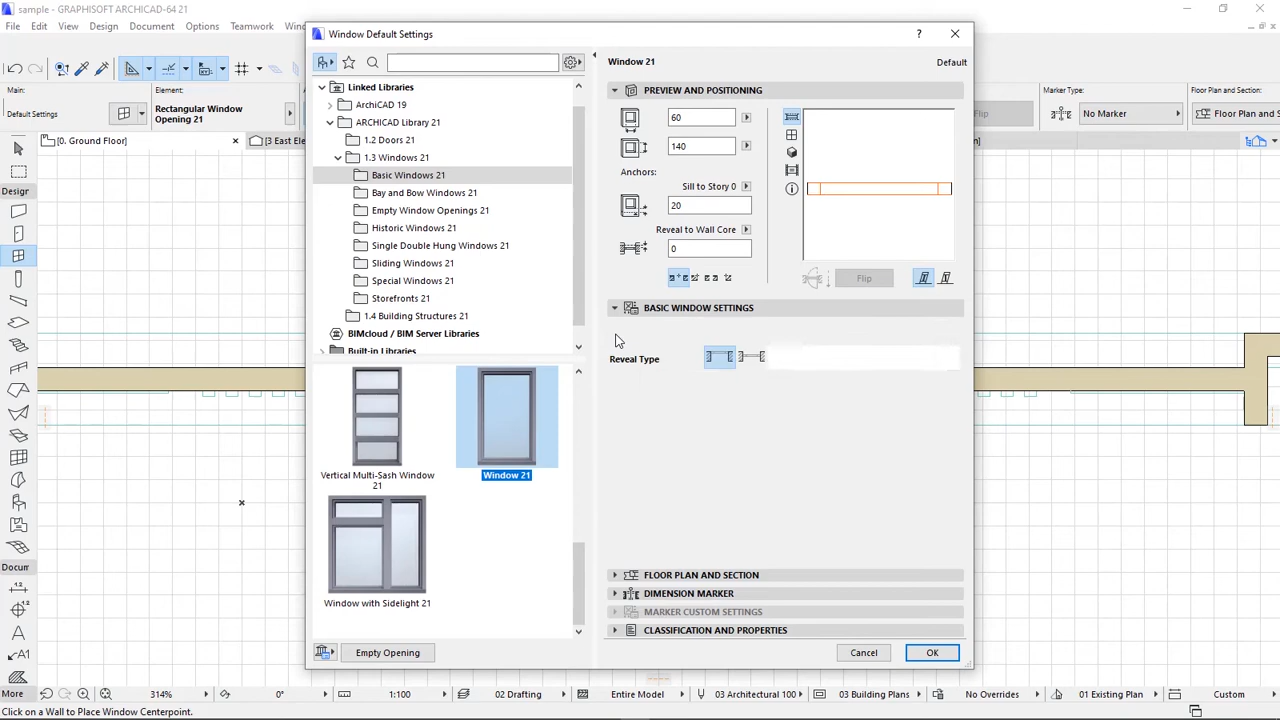 sample - GRAPHISOFT ARCHICAD-64 21
File Edit View Design Document Options Teamwork
Window Default Settings
?
Main:
Default Settings
Element:
Rectangular Window
Opening 21
Marker Type:
No Marker
Floor Plan and Section:
Floor Plan and S
Flip
[0. Ground Floor]
[3 East Ele
Linked Libraries
ArchiCAD 19
ARCHICAD Library 21
1.2 Doors 21
1.3 Windows 21
Basic Windows 21
Bay and Bow Windows 21
Empty Window Openings 21
Historic Windows 21
Single Double Hung Windows 21
Sliding Windows 21
Special Windows 21
Storefronts 21
1.4 Building Structures 21
BIMcloud / BIM Server Libraries
Built-in Libraries
Vertical Multi-Sash Window
21
Window 21
Window with Sidelight 21
Empty Opening
Window 21
Default
PREVIEW AND POSITIONING
60
140
Anchors:
Sill to Story 0
20
Reveal to Wall Core
0
Flip
BASIC WINDOW SETTINGS
Reveal Type
FLOOR PLAN AND SECTION
DIMENSION MARKER
MARKER CUSTOM SETTINGS
CLASSIFICATION AND PROPERTIES
Cancel
OK
Design
Docum
More
314%
0°
1:100
02 Drafting
Entire Model
03 Architectural 100
03 Building Plans
No Overrides
01 Existing Plan
Custom
Click on a Wall to Place Window Centerpoint.